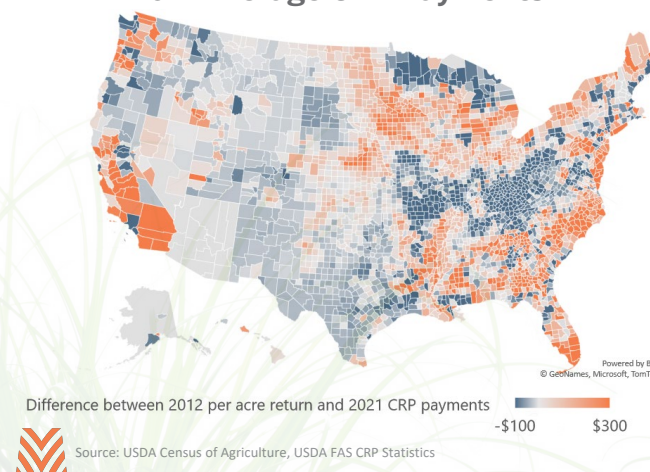 Powered by B
© GeoNames, Microsoft, TomT
Difference between 2012 per acre return and 2021 CRP payments
-$100 $300
Source: USDA Census of Agriculture, USDA FAS CRP Statistics